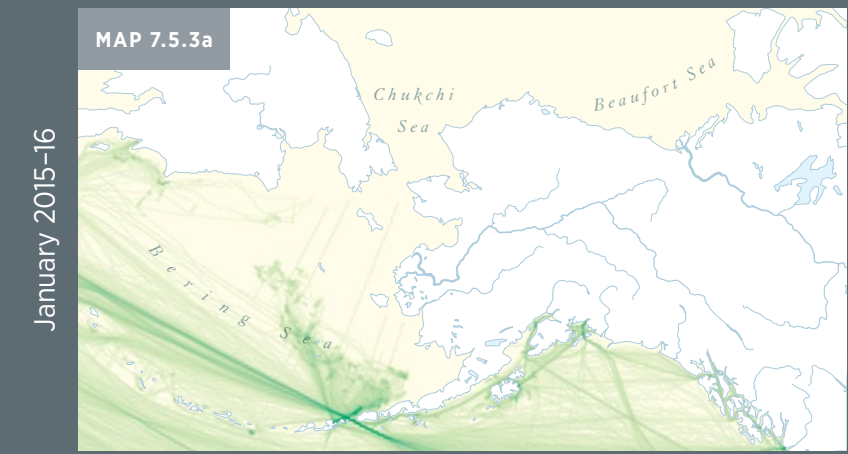 MAP 7.5.3a
January 2015–16
Chukchi
Sea
Beaufort Sea
Bering Sea